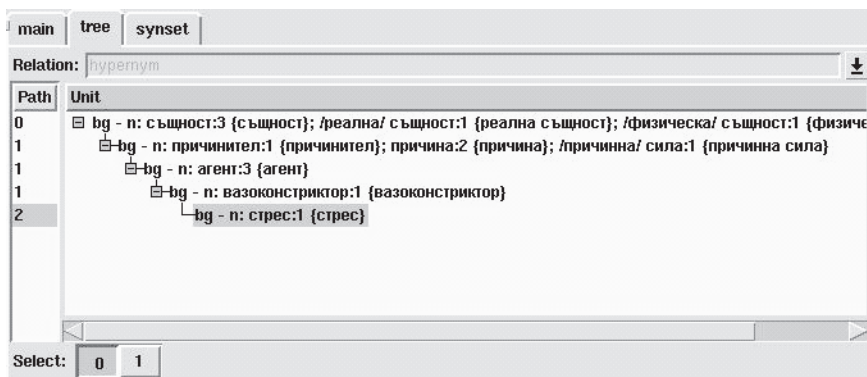 main tree synset
Relation: hypernym
Path Unit
0 bg - n: същност:3 {същност}; /реална/ същност:1 {реална същност}; /физическа/ същност:1 {физиче
1 bg - n: причинител:1 {причинител}; причина:2 {причина}; /причинна/ сила:1 {причинна сила}
1 bg - n: агент:3 {агент}
1 bg - n: вазоконстриктор:1 {вазоконстриктор}
2 bg - n: стрес:1 {стрес}
Select: 0 1